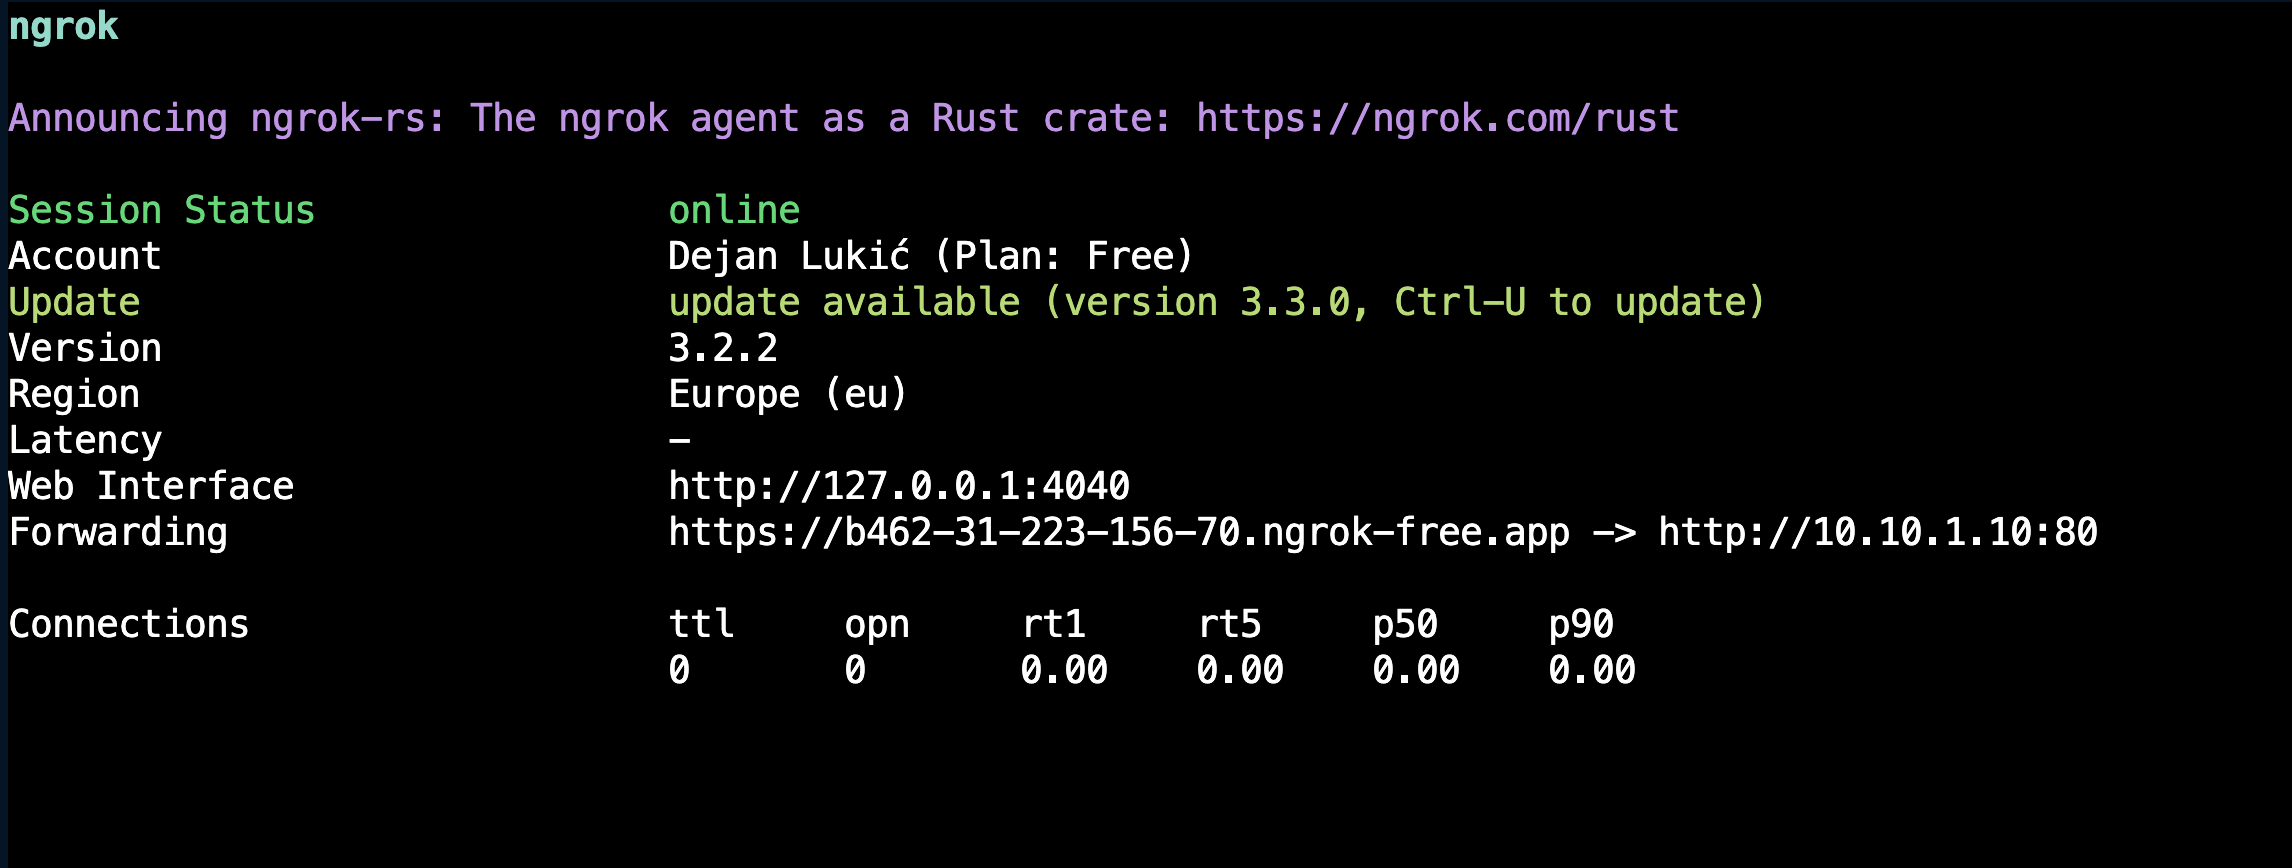 ngrok
Announcing ngrok-rs: The ngrok agent as a Rust crate: https://ngrok.com/rust
Session Status online
Account Dejan Lukić (Plan: Free)
Update update available (version 3.3.0, Ctrl-U to update)
Version 3.2.2
Region Europe (eu)
Latency -
Web Interface http://127.0.0.1:4040
Forwarding https://b462-31-223-156-70.ngrok-free.app -> http://10.10.1.10:80
Connections ttl opn rt1 rt5 p50 p90
0 0 0.00 0.00 0.00 0.00